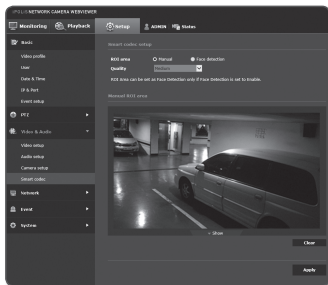 NETWORK CAMERA WEBVIEWER
Monitoring Playback Setup ADMIN Status
Basic
Video profile
User
Date & Time
IP & Port
Event setup
PTZ
Video & Audio
Video setup
Audio setup
Camera setup
Smart codec
Network
Event
System
Smart codec setup
ROI area Manual Face detection
Quality Medium
ROI Area can be set as Face Detection only if Face Detection is set to Enable.
Manual ROI area
Show
Clear
Apply